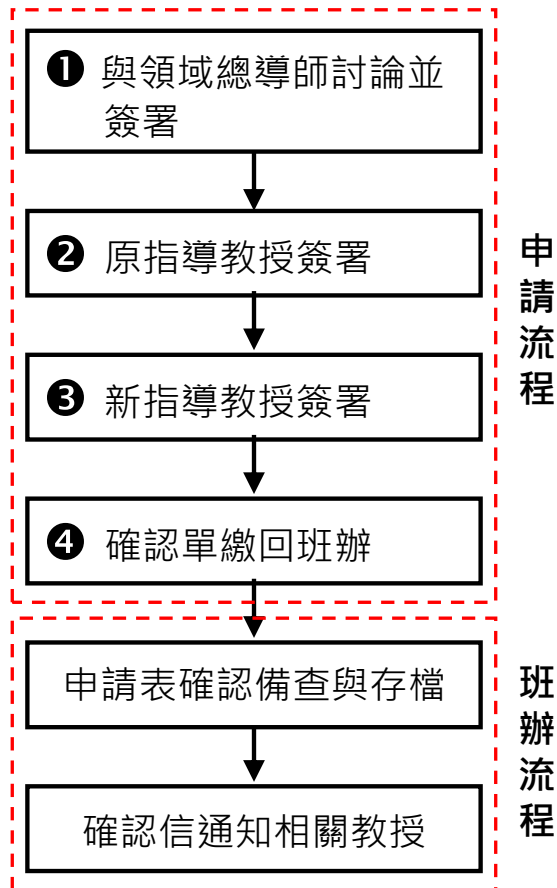 ❶ 與領域總導師討論並
簽署
❷ 原指導教授簽署
❸ 新指導教授簽署
❹ 確認單繳回班辦
申請流程
申請表確認備查與存檔
確認信通知相關教授
班辦流程